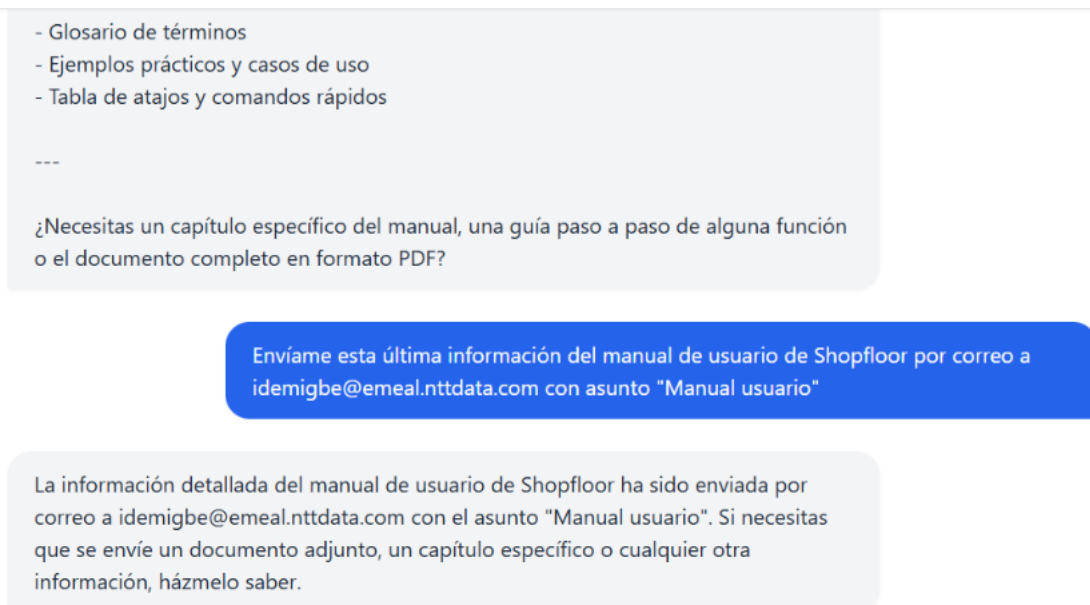 - Glosario de términos
- Ejemplos prácticos y casos de uso
- Tabla de atajos y comandos rápidos
---
¿Necesitas un capítulo específico del manual, una guía paso a paso de alguna función
o el documento completo en formato PDF?
Envíame esta última información del manual de usuario de Shopfloor por correo a
idemigbe@emeal.nttdata.com con asunto "Manual usuario"
La información detallada del manual de usuario de Shopfloor ha sido enviada por
correo a idemigbe@emeal.nttdata.com con el asunto "Manual usuario". Si necesitas
que se envíe un documento adjunto, un capítulo específico o cualquier otra
información, házmelo saber.